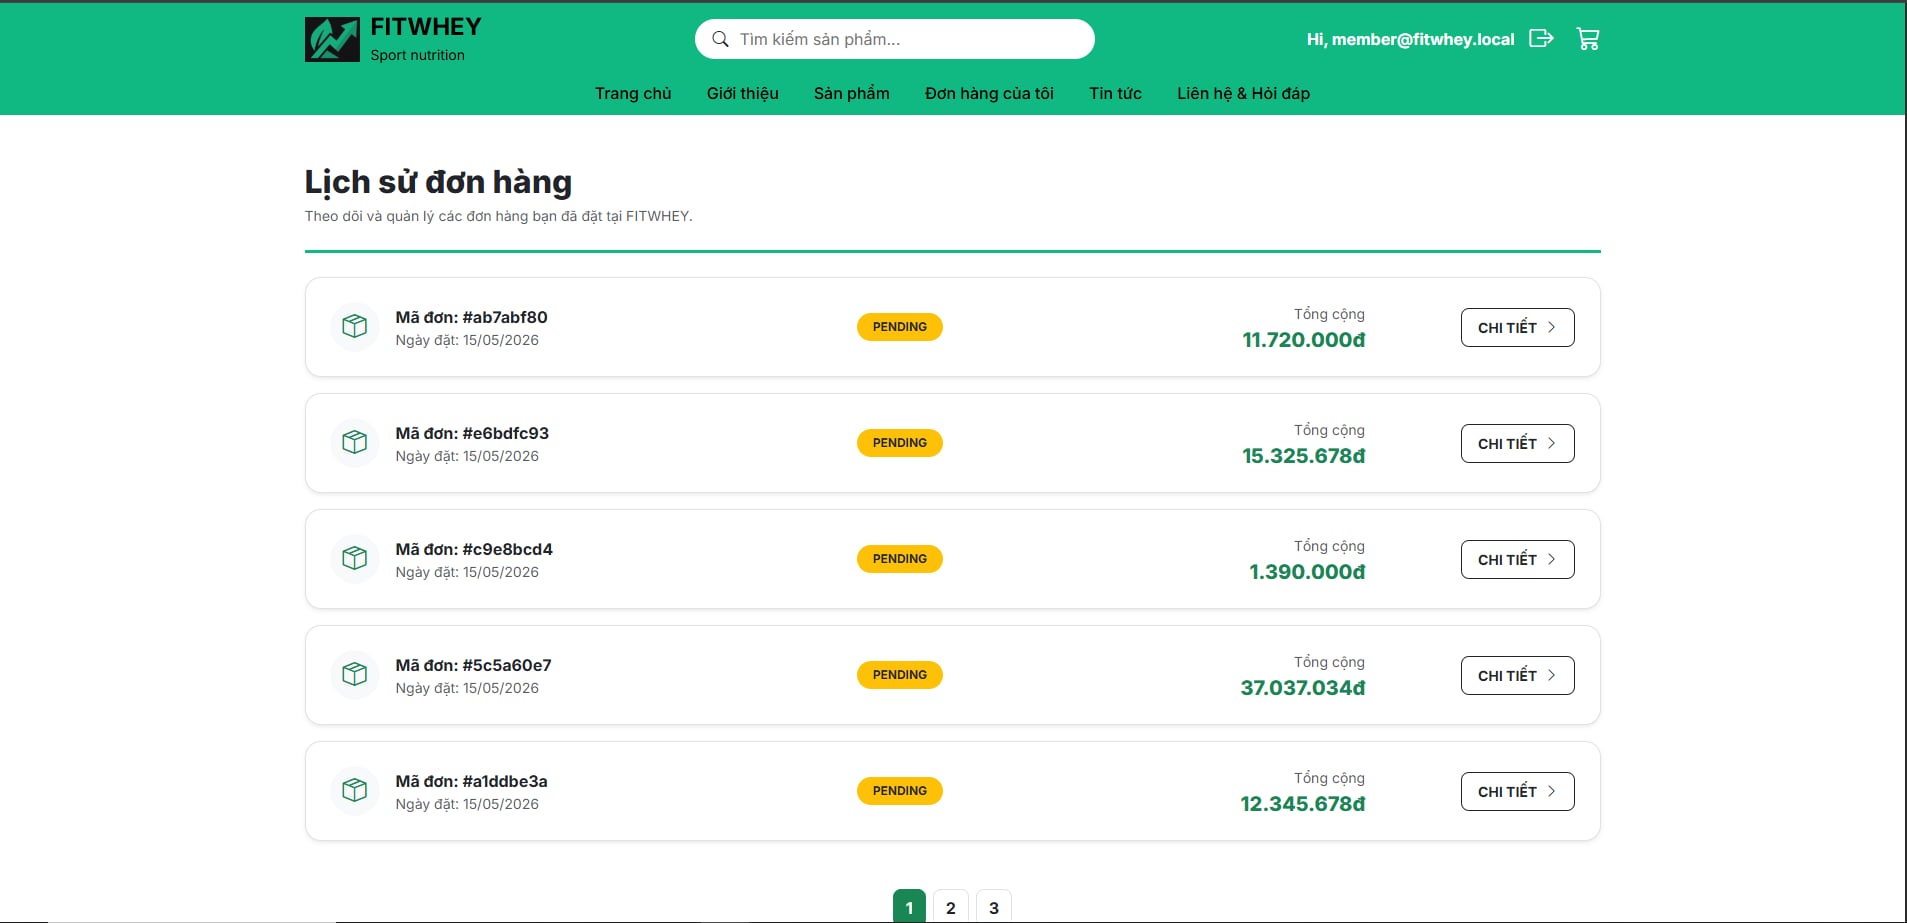 FITWHEY
Sport nutrition
Tìm kiếm sản phẩm...
Hi, member@fitwhey.local
Trang chủ
Giới thiệu
Sản phẩm
Đơn hàng của tôi
Tin tức
Liên hệ & Hỏi đáp
Lịch sử đơn hàng
Theo dõi và quản lý các đơn hàng bạn đã đặt tại FITWHEY.
Mã đơn: #ab7abf80
Ngày đặt: 15/05/2026
PENDING
Tổng cộng
11.720.000đ
CHI TIẾT
Mã đơn: #e6bdfc93
Ngày đặt: 15/05/2026
PENDING
Tổng cộng
15.325.678đ
CHI TIẾT
Mã đơn: #c9e8bcd4
Ngày đặt: 15/05/2026
PENDING
Tổng cộng
1.390.000đ
CHI TIẾT
Mã đơn: #5c5a60e7
Ngày đặt: 15/05/2026
PENDING
Tổng cộng
37.037.034đ
CHI TIẾT
Mã đơn: #a1ddbe3a
Ngày đặt: 15/05/2026
PENDING
Tổng cộng
12.345.678đ
CHI TIẾT
1
2
3